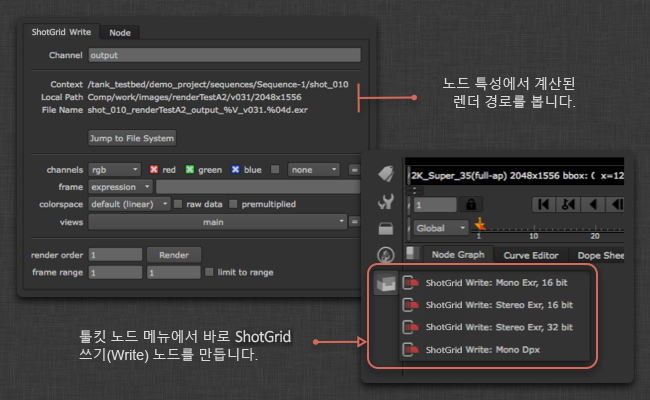 ShotGrid Write Node
Channel output
Context /tank_testbed/demo_project/sequences/Sequence-1/shot_010
Local Path Comp/work/images/renderTestA2/v031/2048x1556
File Name shot_010_renderTestA2_output_%V_v031.%04d.exr
Jump to File System
channels rgb red green blue none =
frame expression
colorspace default (linear) raw data premultiplied
views main =
render order 1 Render
frame range 1 1 limit to range
노드 특성에서 계산된
렌더 경로를 봅니다.
2K_Super_35(full-ap) 2048x1556 bbox: ( x=12
1
Global 1 10 20
Node Graph Curve Editor Dope Shee
ShotGrid Write: Mono Exr, 16 bit
ShotGrid Write: Stereo Exr, 16 bit
ShotGrid Write: Stereo Exr, 32 bit
ShotGrid Write: Mono Dpx
툴킷 노드 메뉴에서 바로 ShotGrid
쓰기(Write) 노드를 만듭니다.